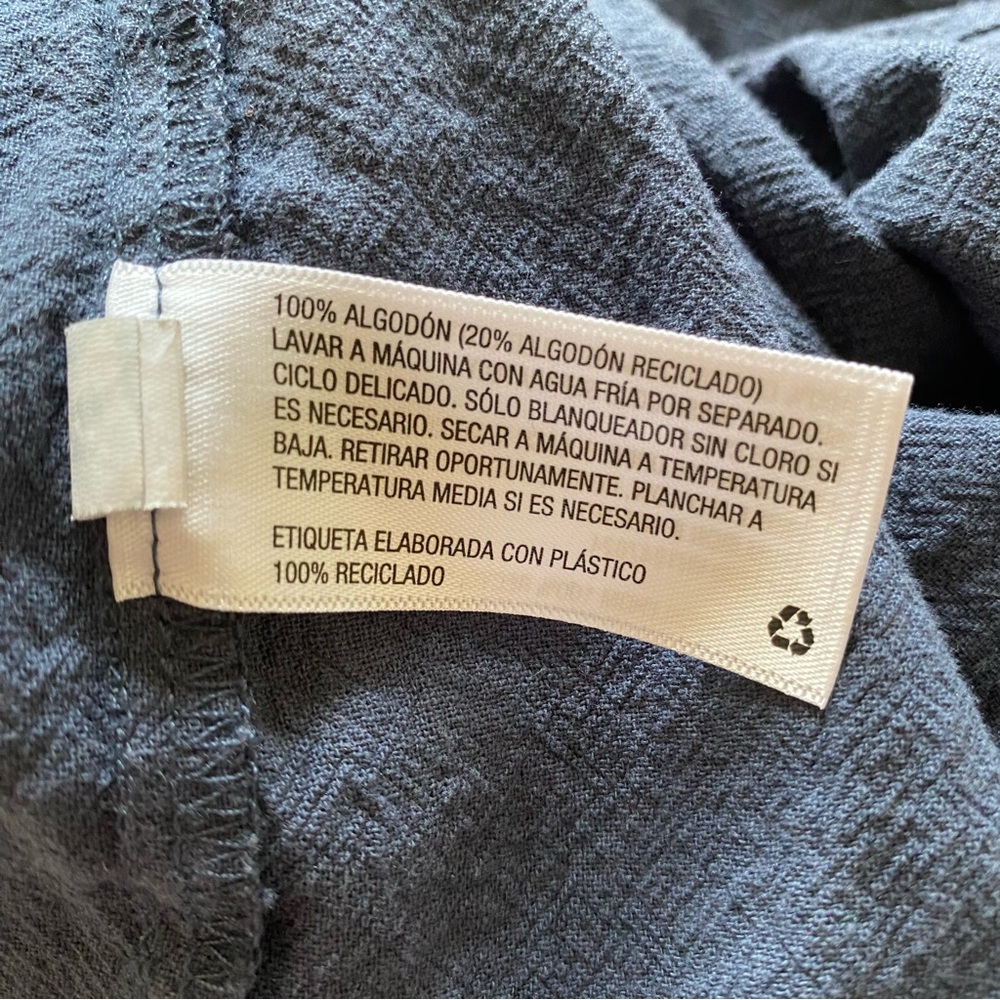 100% ALGODÓN (20% ALGODÓN RECICLADO)
LAVAR A MÁQUINA CON AGUA FRÍA POR SEPARADO.
CICLO DELICADO. SÓLO BLANQUEADOR SIN CLORO SI
ES NECESARIO. SECAR A MÁQUINA A TEMPERATURA
BAJA. RETIRAR OPORTUNAMENTE. PLANCHAR A
TEMPERATURA MEDIA SI ES NECESARIO.
ETIQUETA ELABORADA CON PLÁSTICO
100% RECICLADO